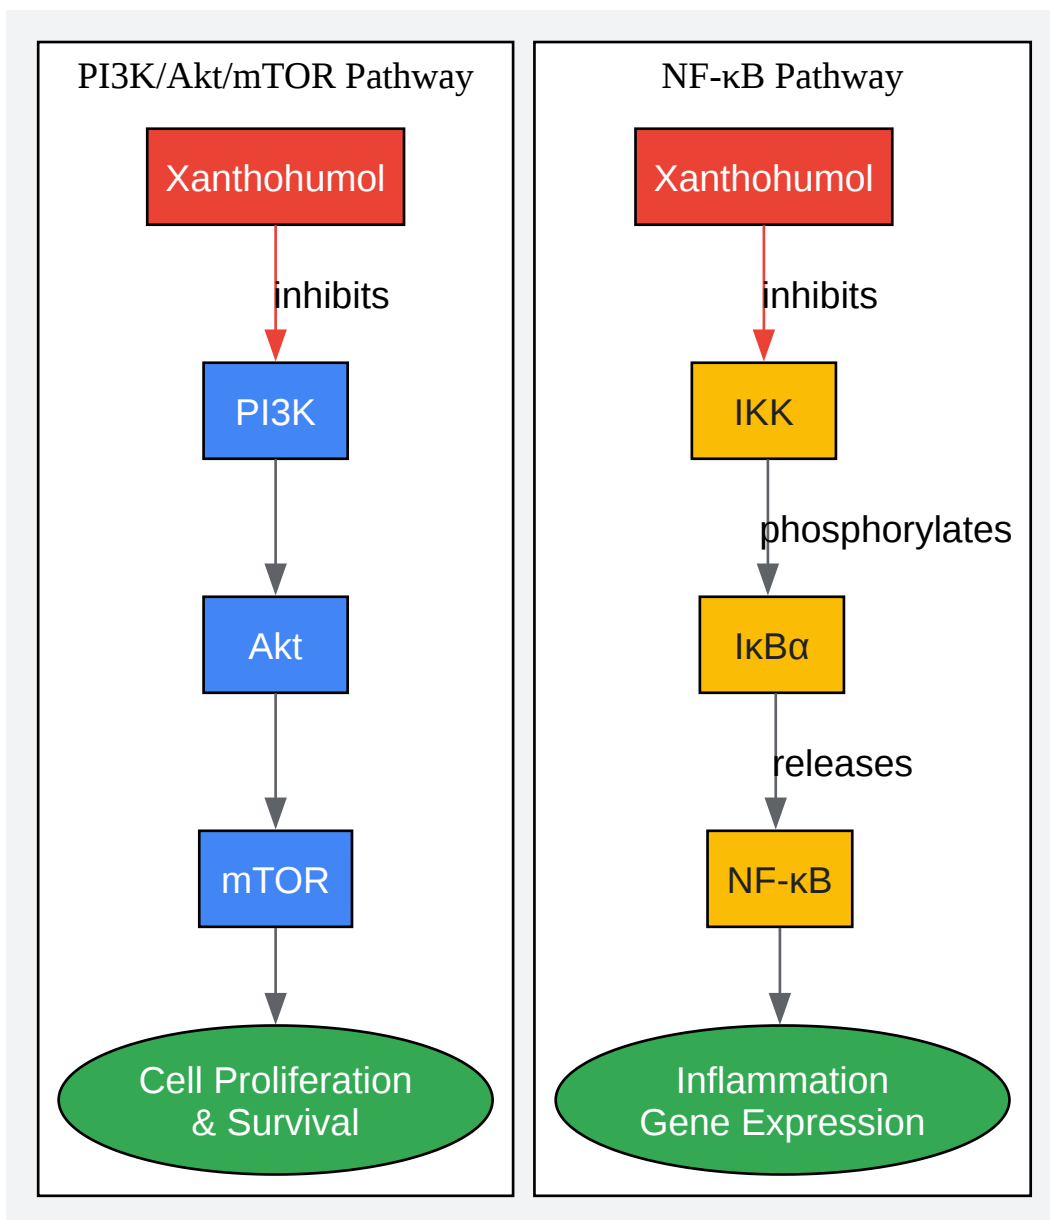 PI3K/Akt/mTOR Pathway
Xanthohumol
inhibits
PI3K
Akt
mTOR
Cell Proliferation
& Survival
NF-κB Pathway
Xanthohumol
inhibits
IKK
phosphorylates
IκBα
releases
NF-κB
Inflammation
Gene Expression